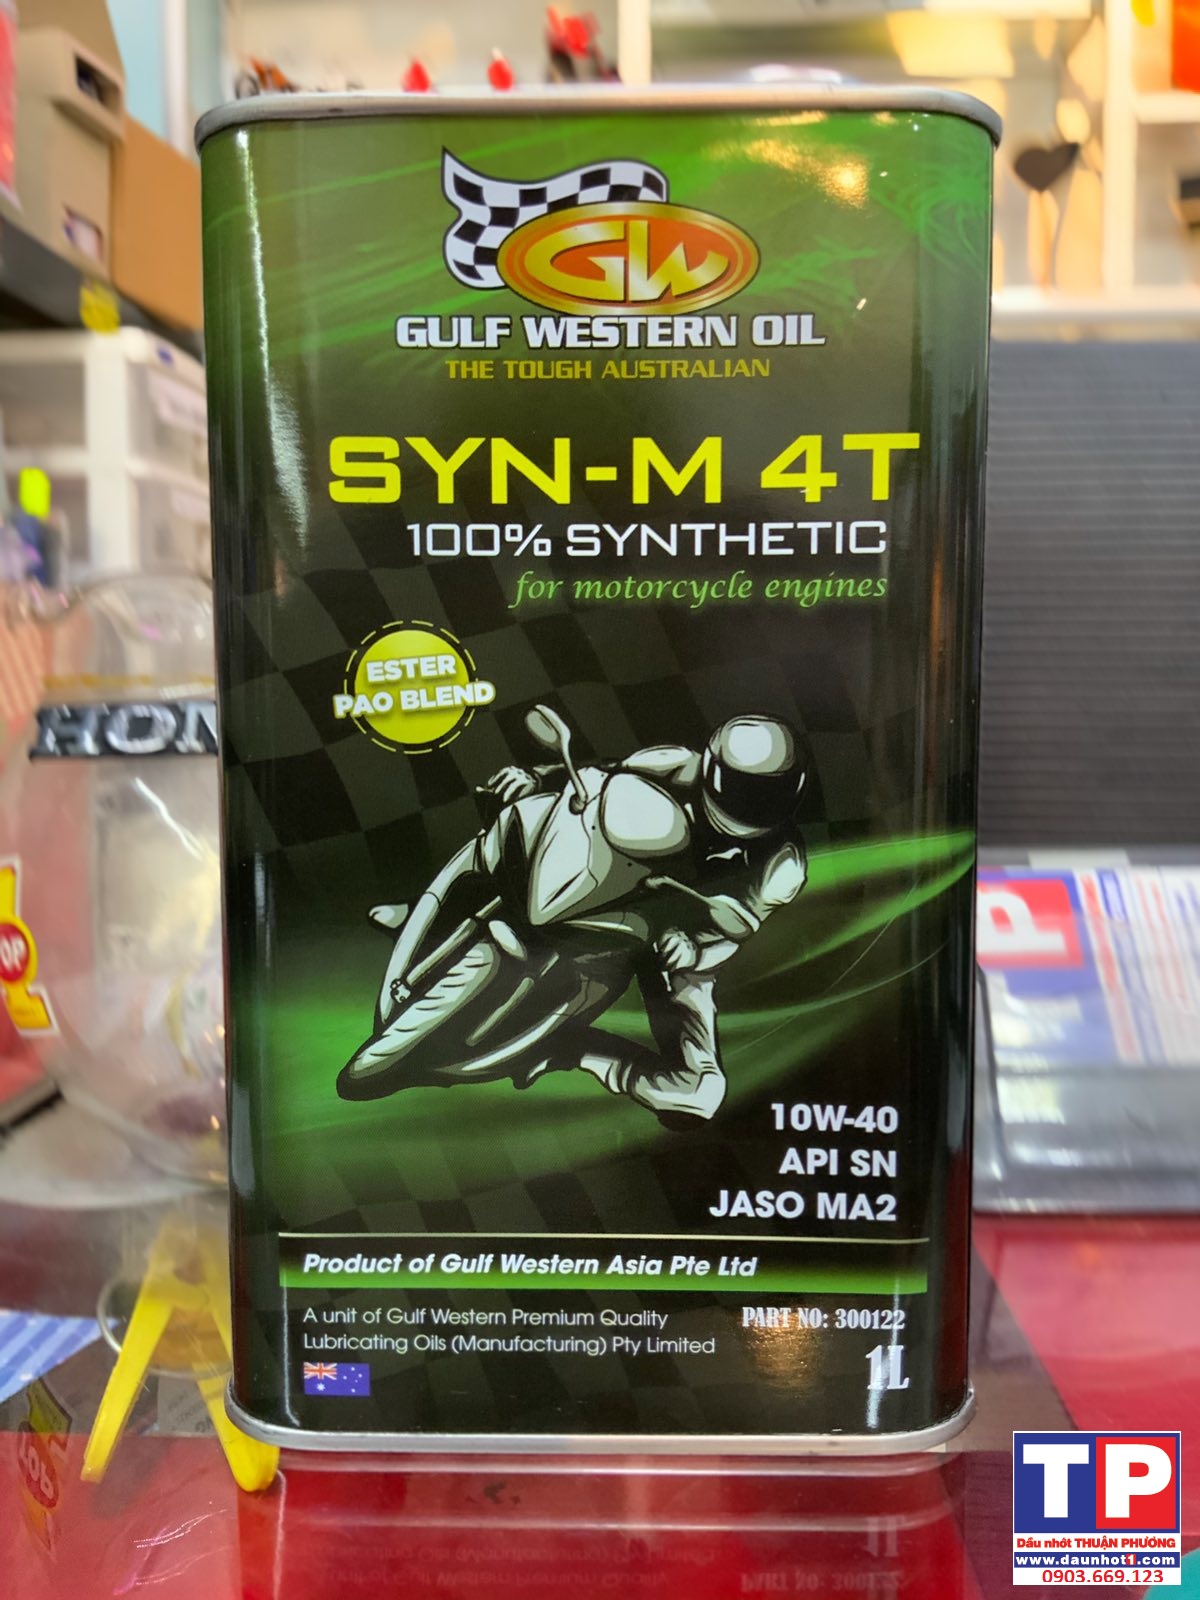 GW
GULF WESTERN OIL
THE TOUGH AUSTRALIAN
SYN-M 4T
100% SYNTHETIC
for motorcycle engines
ESTER
PAO BLEND
HON
10W-40
API SN
JASO MA2
Product of Gulf Western Asia Pte Ltd
A unit of Gulf Western Premium Quality
Lubricating Oils (Manufacturing) Pty Limited
PART NO: 300122
1L
TP
Dầu nhớt THUẬN PHƯƠNG
www.daunhot1.com
0903.669.123